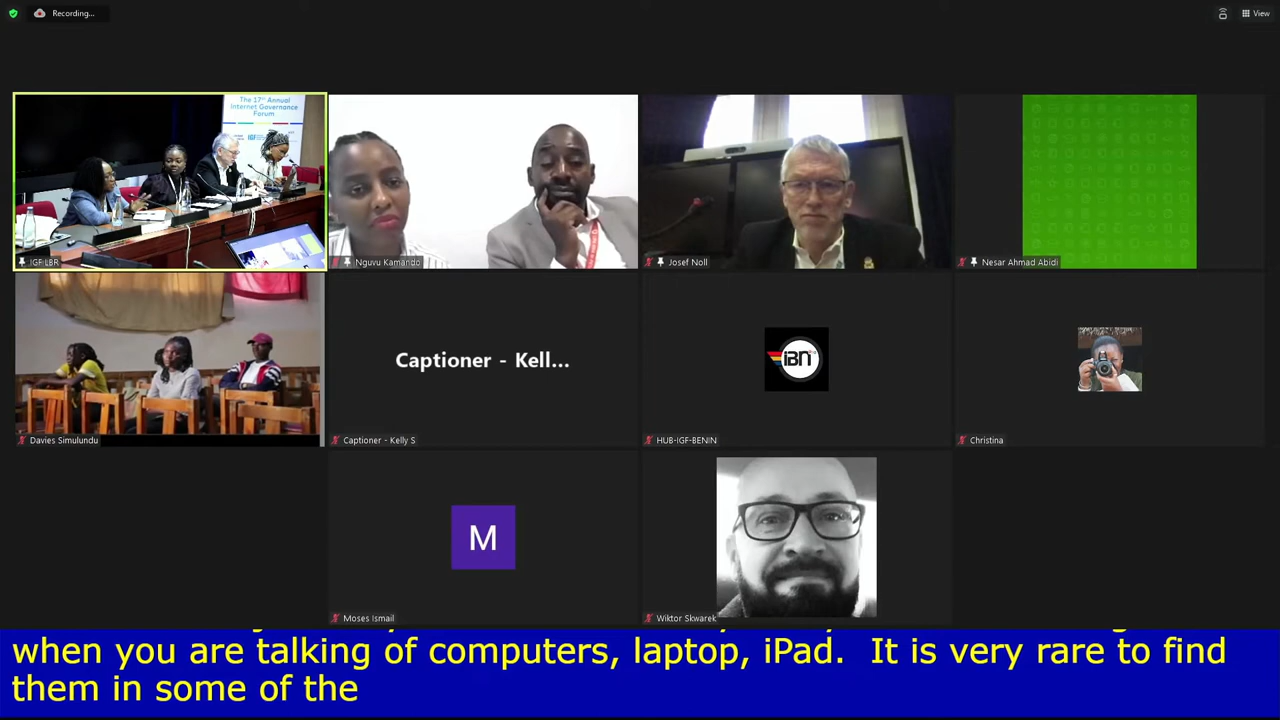 Recording...
View
The 17th Annual
Internet Governance
Forum
IGF
IGF LBR
Nguvu Kamando
Josef Noll
Nesar Ahmad Abidi
Davies Simulundu
Captioner - Kell...
Captioner - Kelly S
iBN
HUB-IGF-BENIN
Christina
M
Moses Ismail
Wiktor Skwarek
when you are talking of computers, laptop, iPad. It is very rare to find
them in some of the